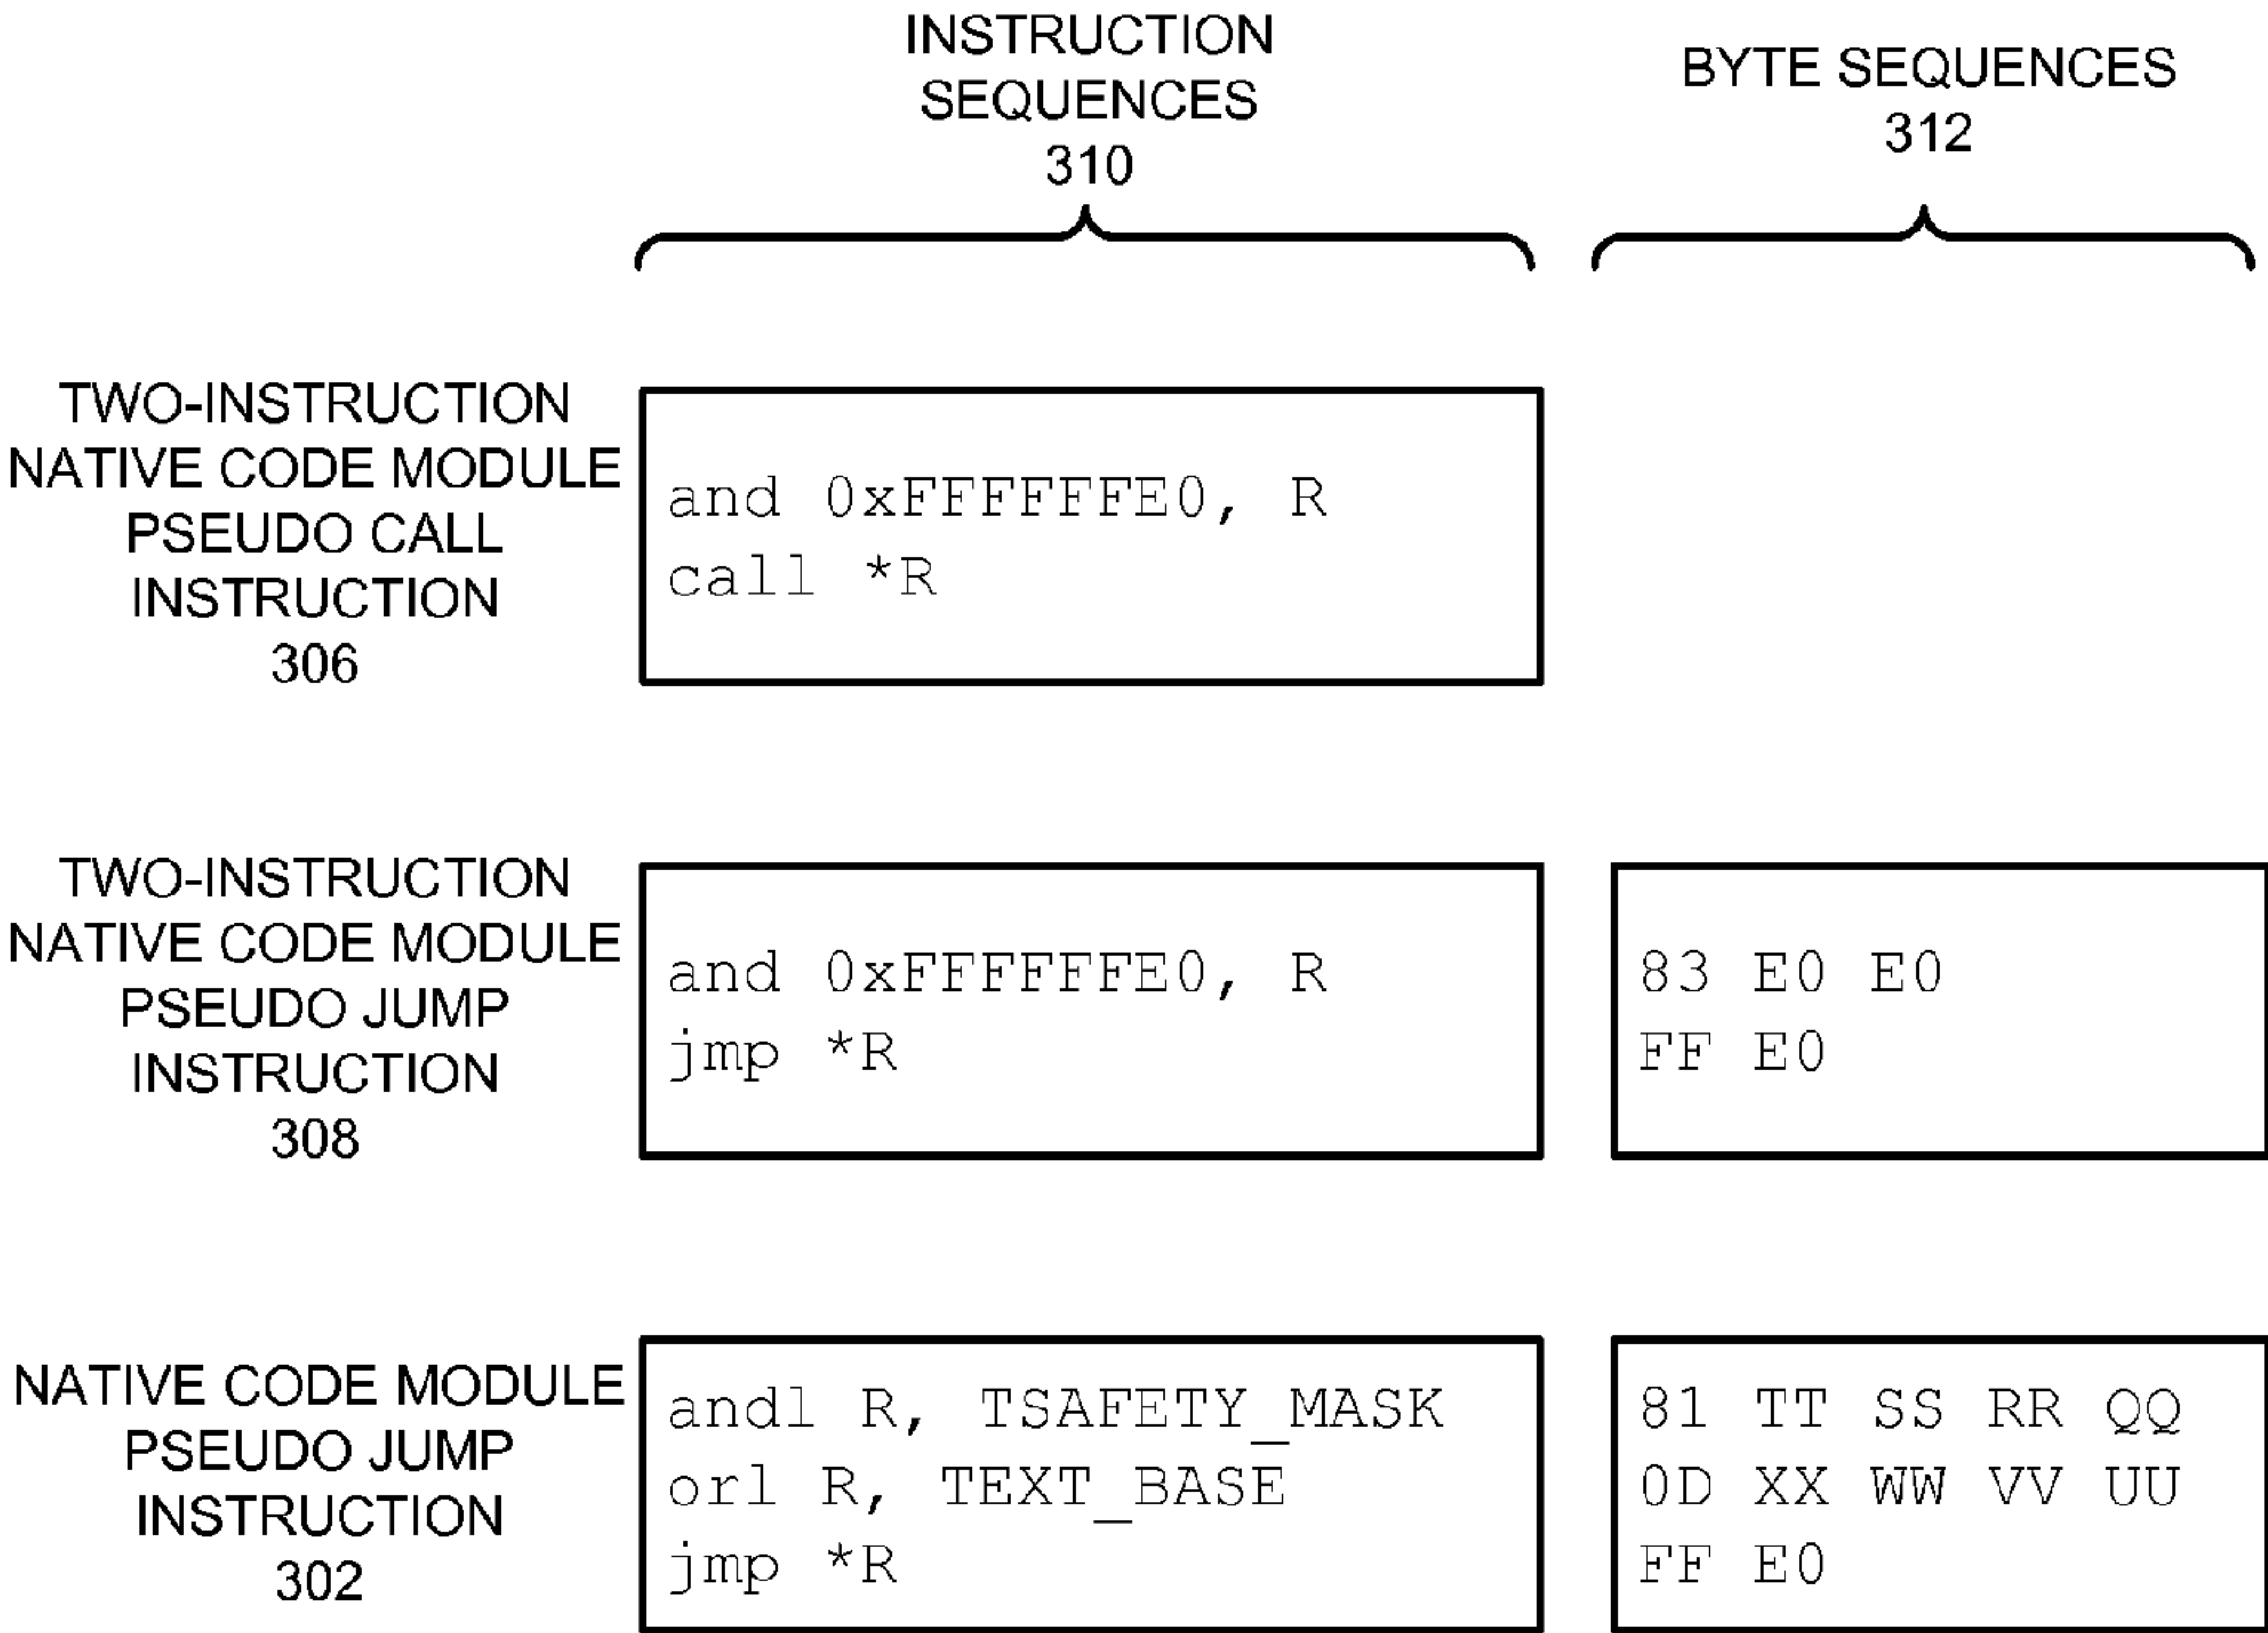 INSTRUCTION
SEQUENCES
310
BYTE SEQUENCES
312
TWO-INSTRUCTION
NATIVE CODE MODULE
PSEUDO CALL
INSTRUCTION
306
and 0xFFFFFFE0, R
call *R
TWO-INSTRUCTION
NATIVE CODE MODULE
PSEUDO JUMP
INSTRUCTION
308
and 0xFFFFFFE0, R
jmp *R
83 E0 E0
FF E0
NATIVE CODE MODULE
PSEUDO JUMP
INSTRUCTION
302
andl R, TSAFETY_MASK
orl R, TEXT_BASE
jmp *R
81 TT SS RR QQ
0D XX WW VV UU
FF E0